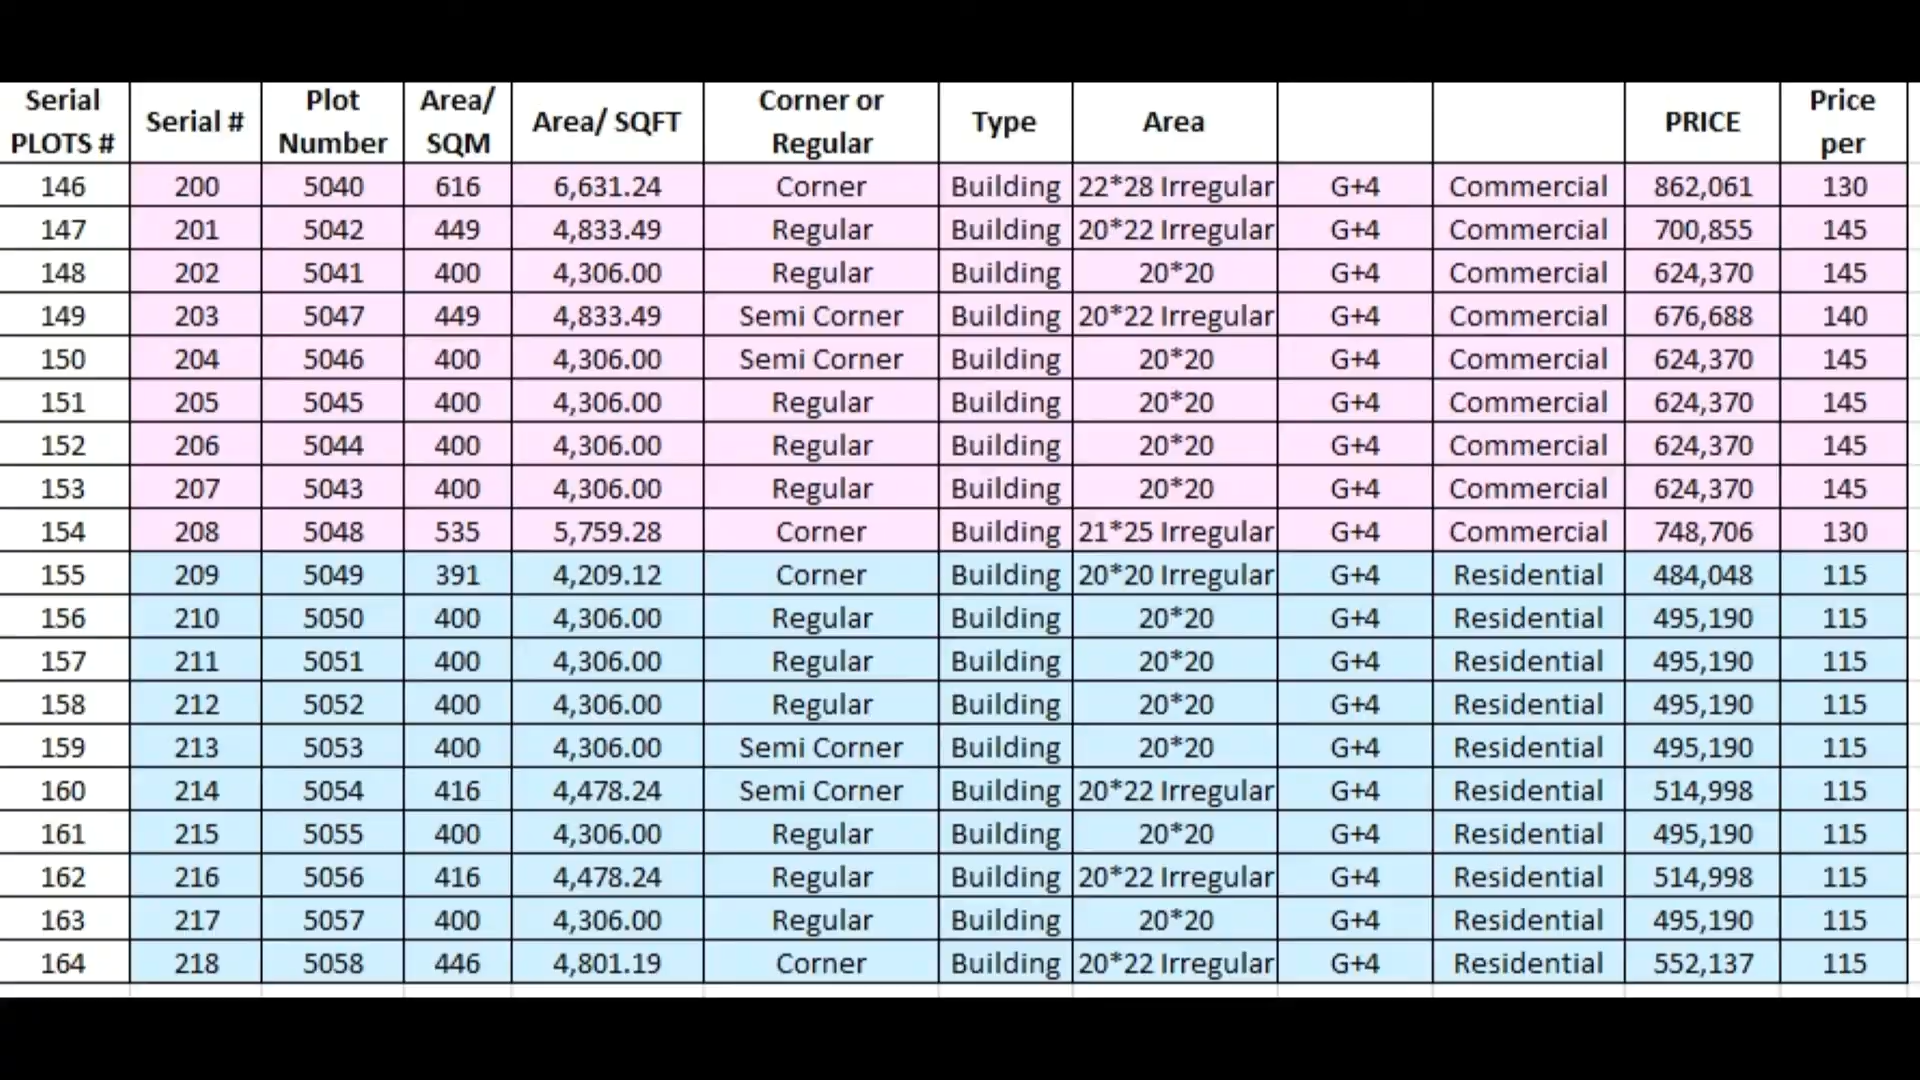 Serial PLOTS # Serial # Plot Number Area/ SQM Area/ SQFT Corner or Regular Type Area PRICE Price per
146 200 5040 616 6,631.24 Corner Building 22*28 Irregular G+4 Commercial 862,061 130
147 201 5042 449 4,833.49 Regular Building 20*22 Irregular G+4 Commercial 700,855 145
148 202 5041 400 4,306.00 Regular Building 20*20 G+4 Commercial 624,370 145
149 203 5047 449 4,833.49 Semi Corner Building 20*22 Irregular G+4 Commercial 676,688 140
150 204 5046 400 4,306.00 Semi Corner Building 20*20 G+4 Commercial 624,370 145
151 205 5045 400 4,306.00 Regular Building 20*20 G+4 Commercial 624,370 145
152 206 5044 400 4,306.00 Regular Building 20*20 G+4 Commercial 624,370 145
153 207 5043 400 4,306.00 Regular Building 20*20 G+4 Commercial 624,370 145
154 208 5048 535 5,759.28 Corner Building 21*25 Irregular G+4 Commercial 748,706 130
155 209 5049 391 4,209.12 Corner Building 20*20 Irregular G+4 Residential 484,048 115
156 210 5050 400 4,306.00 Regular Building 20*20 G+4 Residential 495,190 115
157 211 5051 400 4,306.00 Regular Building 20*20 G+4 Residential 495,190 115
158 212 5052 400 4,306.00 Regular Building 20*20 G+4 Residential 495,190 115
159 213 5053 400 4,306.00 Semi Corner Building 20*20 G+4 Residential 495,190 115
160 214 5054 416 4,478.24 Semi Corner Building 20*22 Irregular G+4 Residential 514,998 115
161 215 5055 400 4,306.00 Regular Building 20*20 G+4 Residential 495,190 115
162 216 5056 416 4,478.24 Regular Building 20*22 Irregular G+4 Residential 514,998 115
163 217 5057 400 4,306.00 Regular Building 20*20 G+4 Residential 495,190 115
164 218 5058 446 4,801.19 Corner Building 20*22 Irregular G+4 Residential 552,137 115